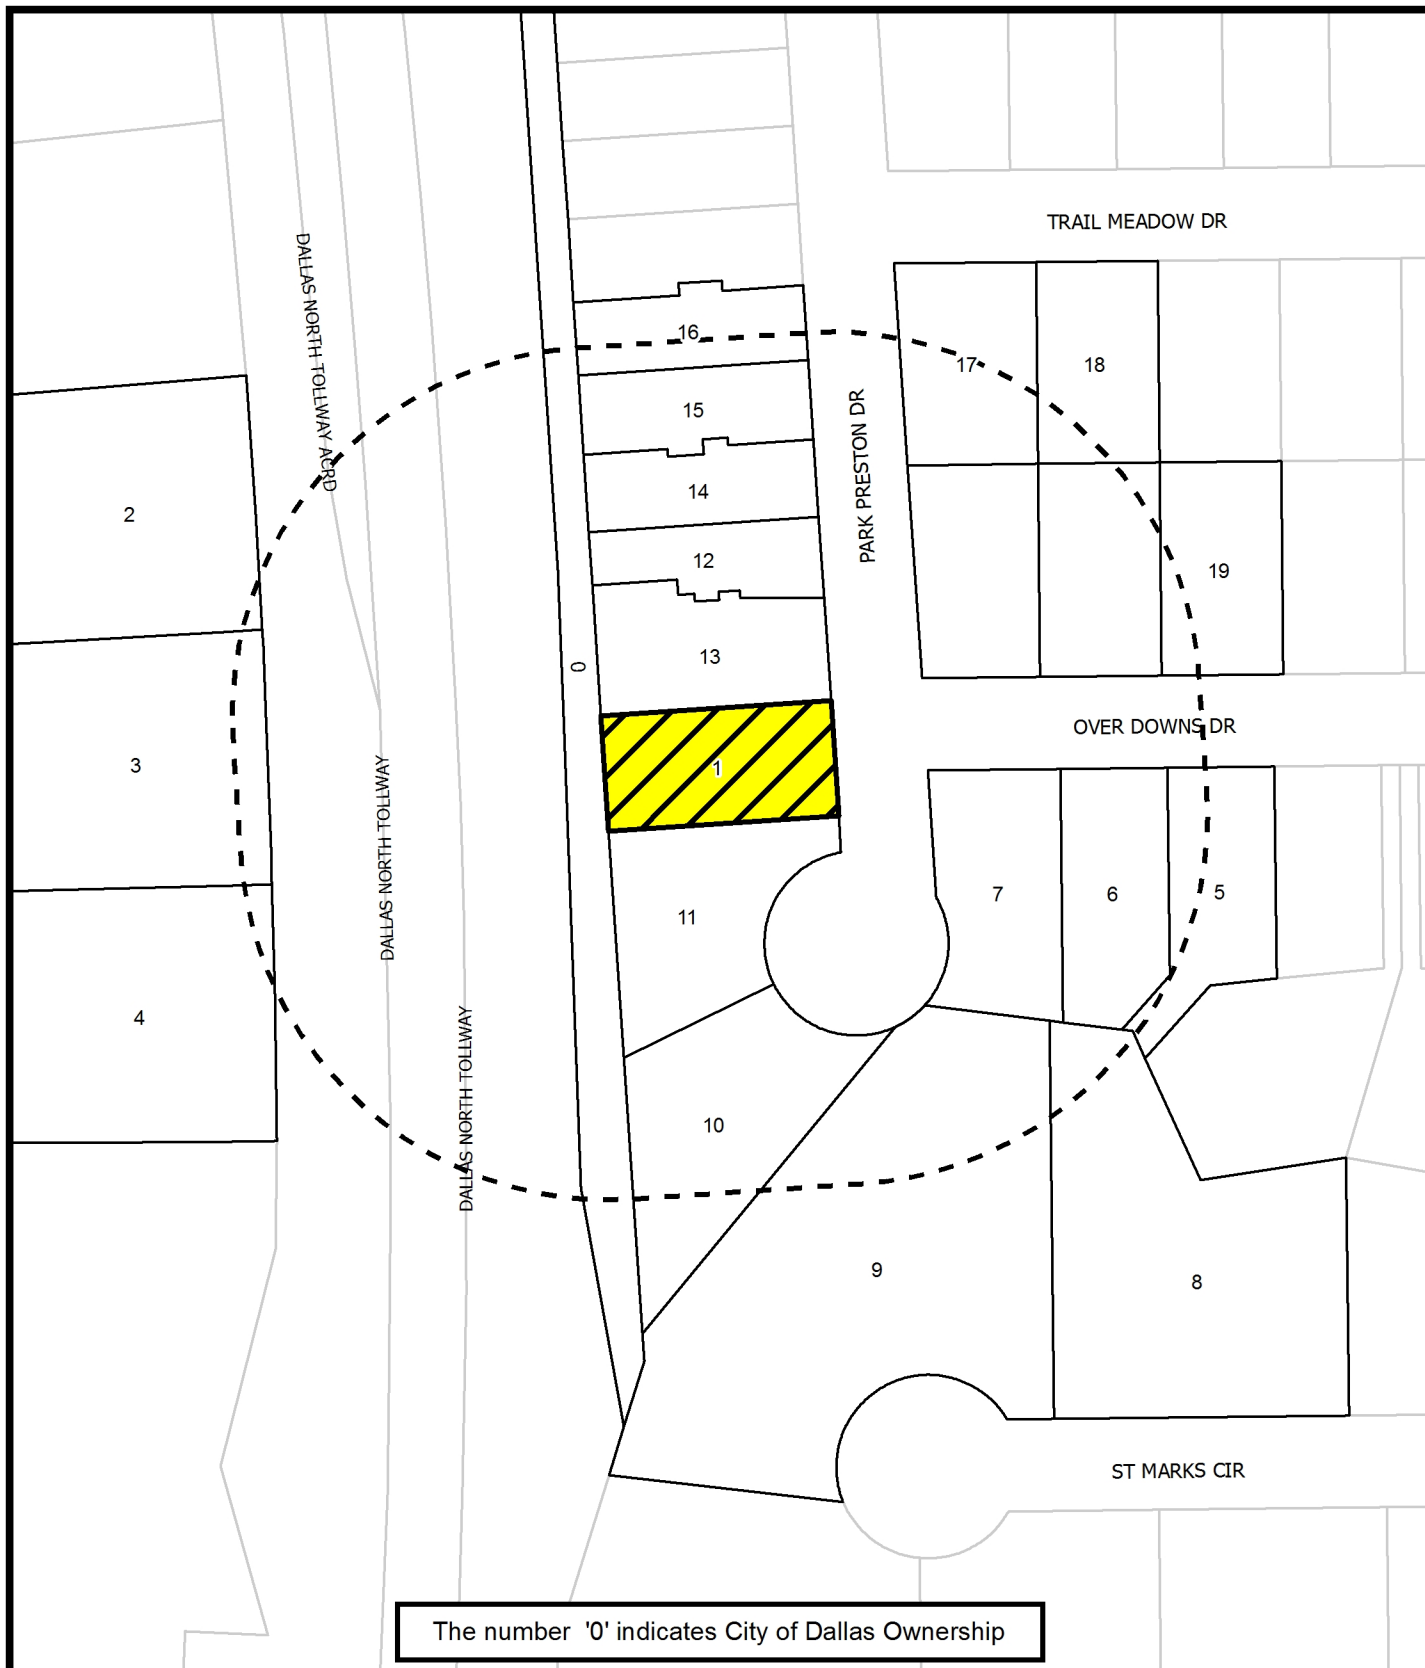 TRAIL MEADOW DR
DALLAS NORTH TOLLWAY ACRD
16
17
18
PARK PRESTON DR
15
14
2
12
19
13
0
OVER DOWNS DR
3
1
DALLAS NORTH TOLLWAY
7
6
5
11
4
DALLAS NORTH TOLLWAY
10
9
8
ST MARKS CIR
The number '0' indicates City of Dallas Ownership